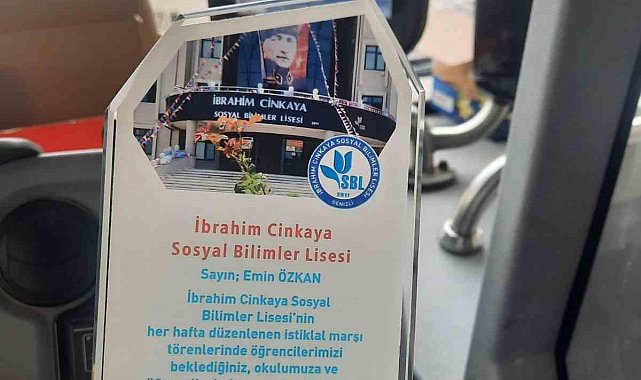 İBRAHİM CİNKAYA
SOSYAL BİLİMLER LİSESİ
İBRAHİM CİNKAYA SOSYAL BİLİMLER LİSESİ
SBL
2011
DENİZLİ
İbrahim Cinkaya
Sosyal Bilimler Lisesi
Sayın; Emin ÖZKAN
İbrahim Cinkaya Sosyal
Bilimler Lisesi'nin
her hafta düzenlenen istiklal marşı
törenlerinde öğrencilerimizi
beklediğiniz, okulumuza ve